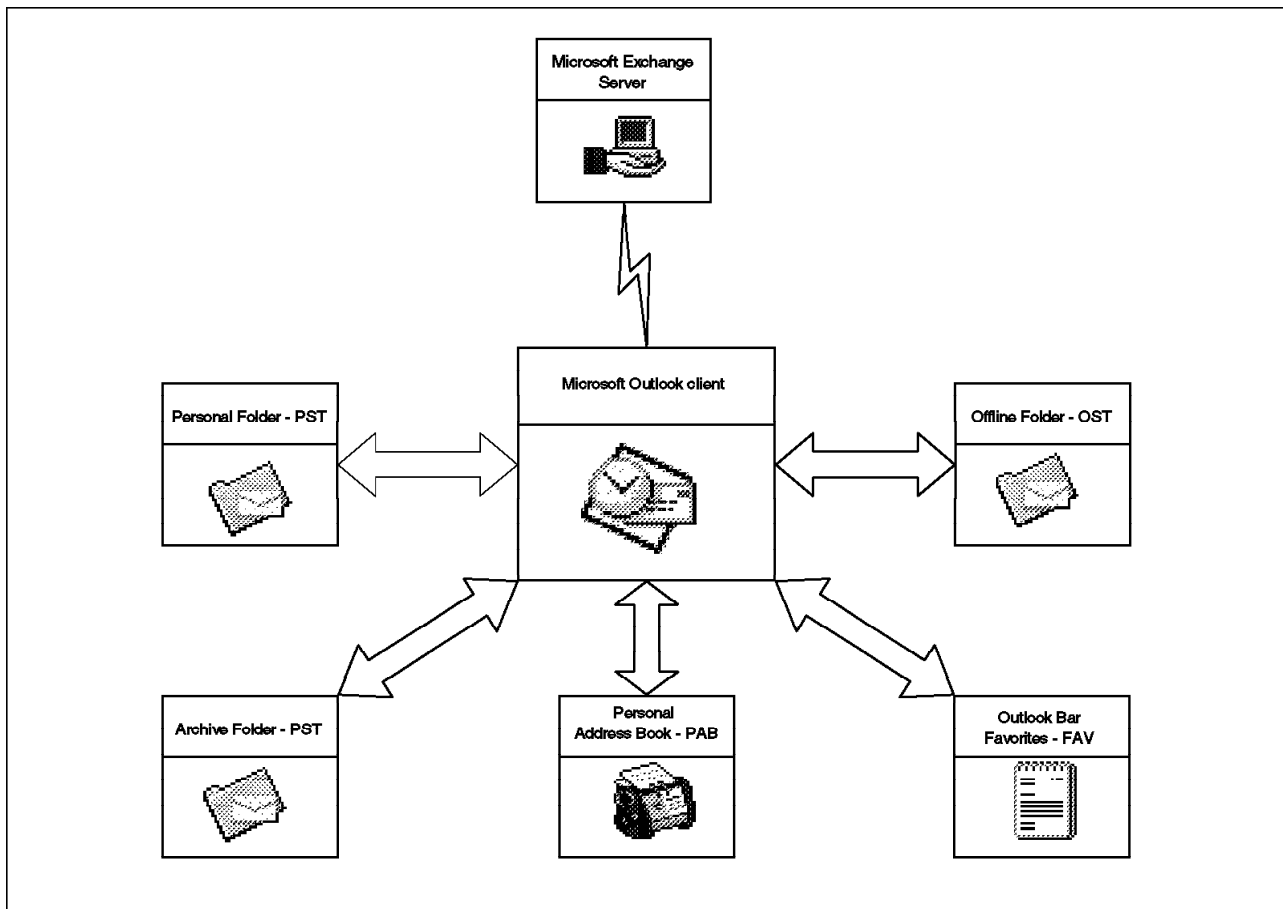 Microsoft Exchange
Server
Microsoft Outlook client
Personal Folder - PST
Offline Folder - OST
Archive Folder - PST
Personal
Address Book - PAB
Outlook Bar
Favorites - FAV